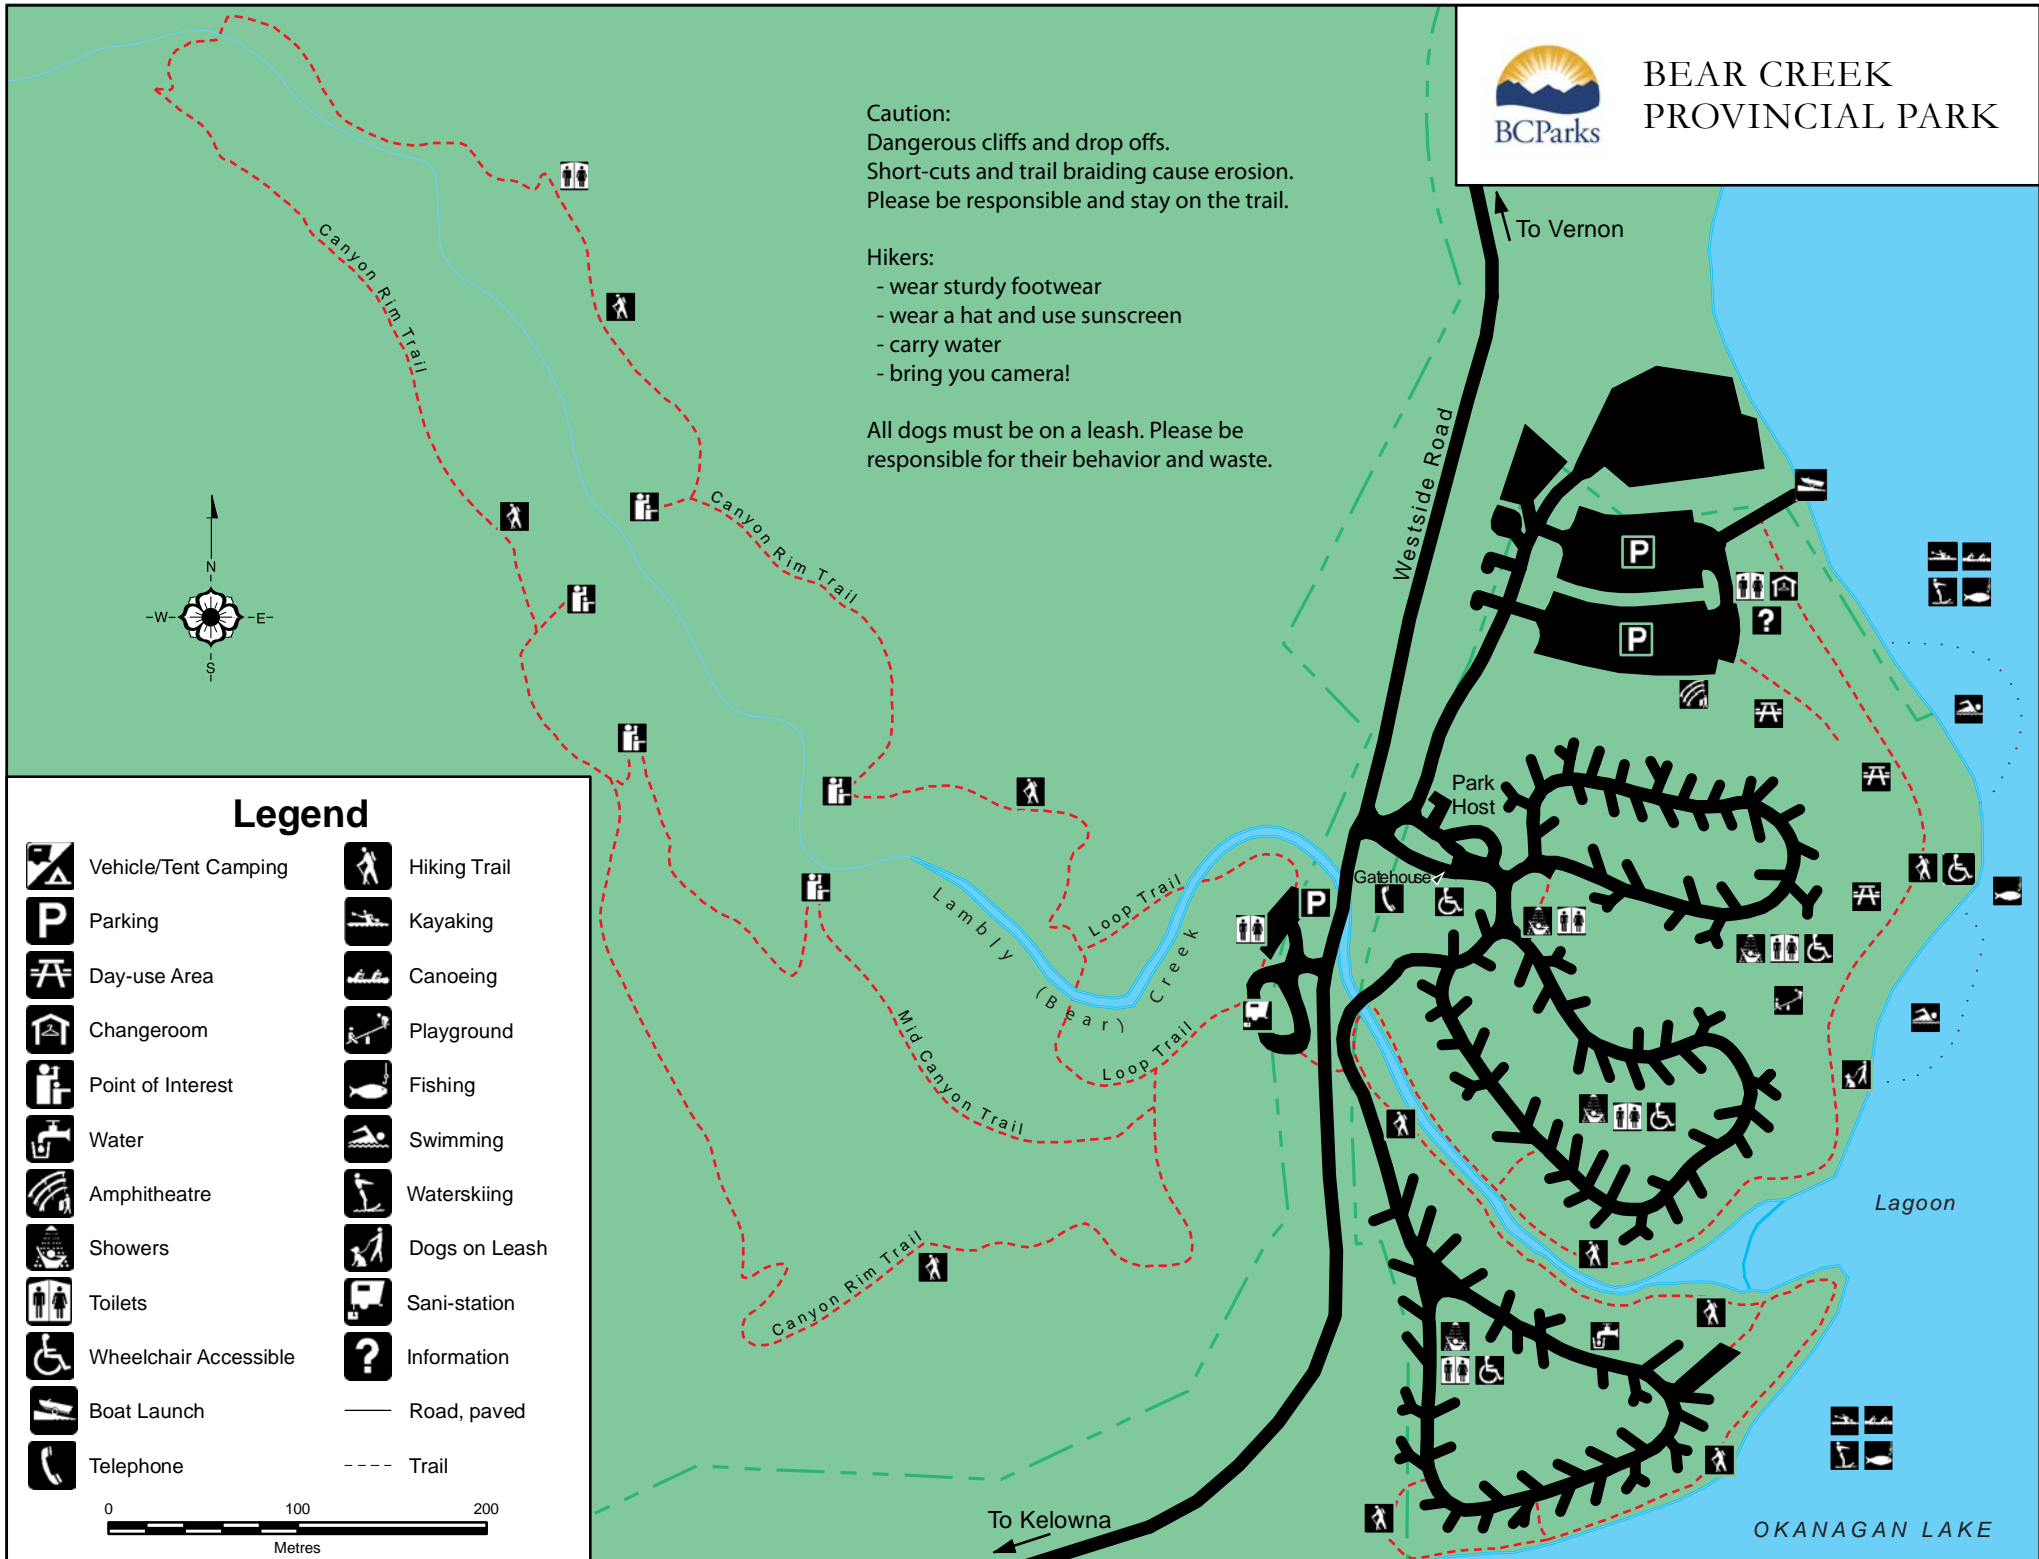 BEAR CREEK
PROVINCIAL PARK
BCParks
Caution:
Dangerous cliffs and drop offs.
Short-cuts and trail braiding cause erosion.
Please be responsible and stay on the trail.
Hikers:
- wear sturdy footwear
- wear a hat and use sunscreen
- carry water
- bring you camera!
All dogs must be on a leash. Please be
responsible for their behavior and waste.
To Vernon
Westside Road
Canyon Rim Trail
Canyon Rim Trail
N
W
E
S
P
P
?
Park
Host
Gatehouse
P
Loop Trail
Lambly
(Bear)
Creek
Loop Trail
Mid Canyon Trail
Canyon Rim Trail
Lagoon
OKANAGAN LAKE
To Kelowna
Legend
Vehicle/Tent Camping
P
Parking
Day-use Area
Changeroom
Point of Interest
Water
Amphitheatre
Showers
Toilets
Wheelchair Accessible
Boat Launch
Telephone
Hiking Trail
Kayaking
Canoeing
Playground
Fishing
Swimming
Waterskiing
Dogs on Leash
Sani-station
?
Information
Road, paved
Trail
0 100 200
Metres